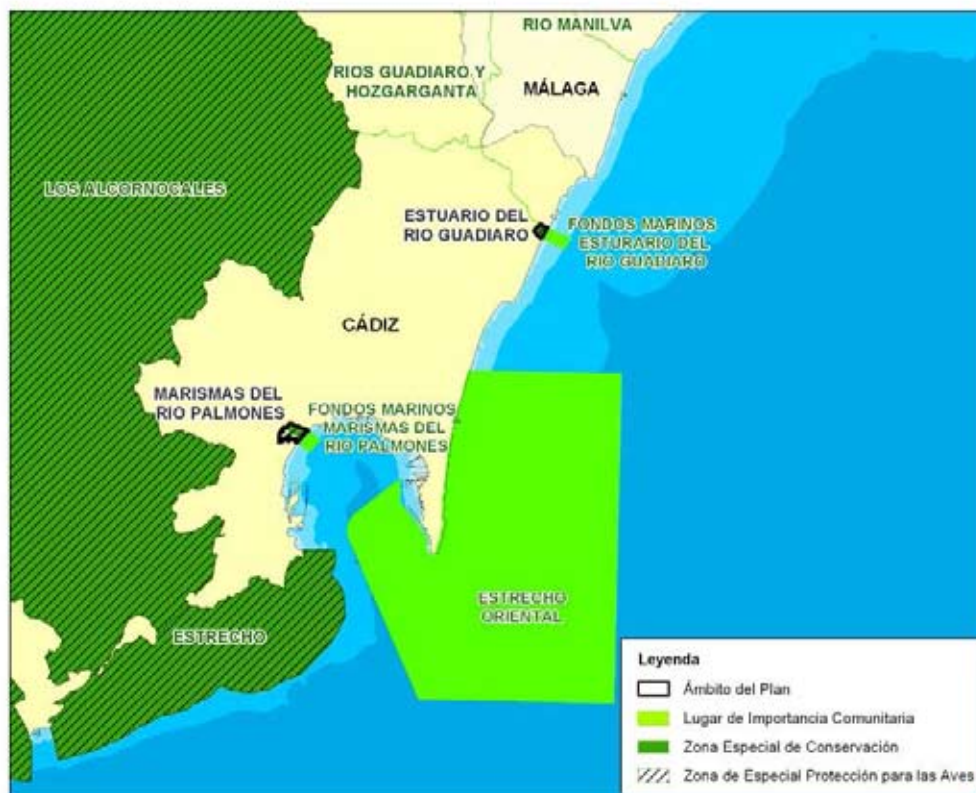 RIO MANILVA
RIOS GUADIARO Y
HOZGARGANTA
MÁLAGA
LOS ALCORNOCALES
ESTUARIO DEL
RIO GUADIARO
FONDOS MARINOS
ESTURARIO DEL
RIO GUADIARO
CÁDIZ
MARISMAS DEL
RIO PALMONES
FONDOS MARINOS
MARISMAS DEL
RIO PALMONES
ESTRECHO
ORIENTAL
ESTRECHO
Leyenda
Ámbito del Plan
Lugar de Importancia Comunitaria
Zona Especial de Conservación
Zona de Especial Protección para las Aves